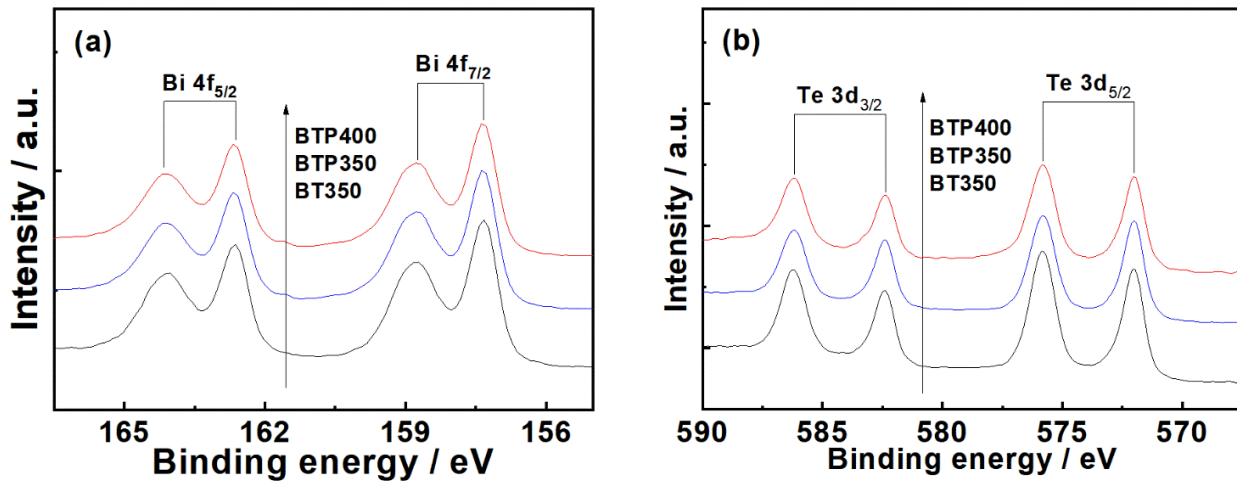 (a)
Bi 4f5/2
Bi 4f7/2
BTP400
BTP350
BT350
Intensity / a.u.
165
162
159
156
Binding energy / eV
(b)
Te 3d3/2
Te 3d5/2
BTP400
BTP350
BT350
Intensity / a.u.
590
585
580
575
570
Binding energy / eV